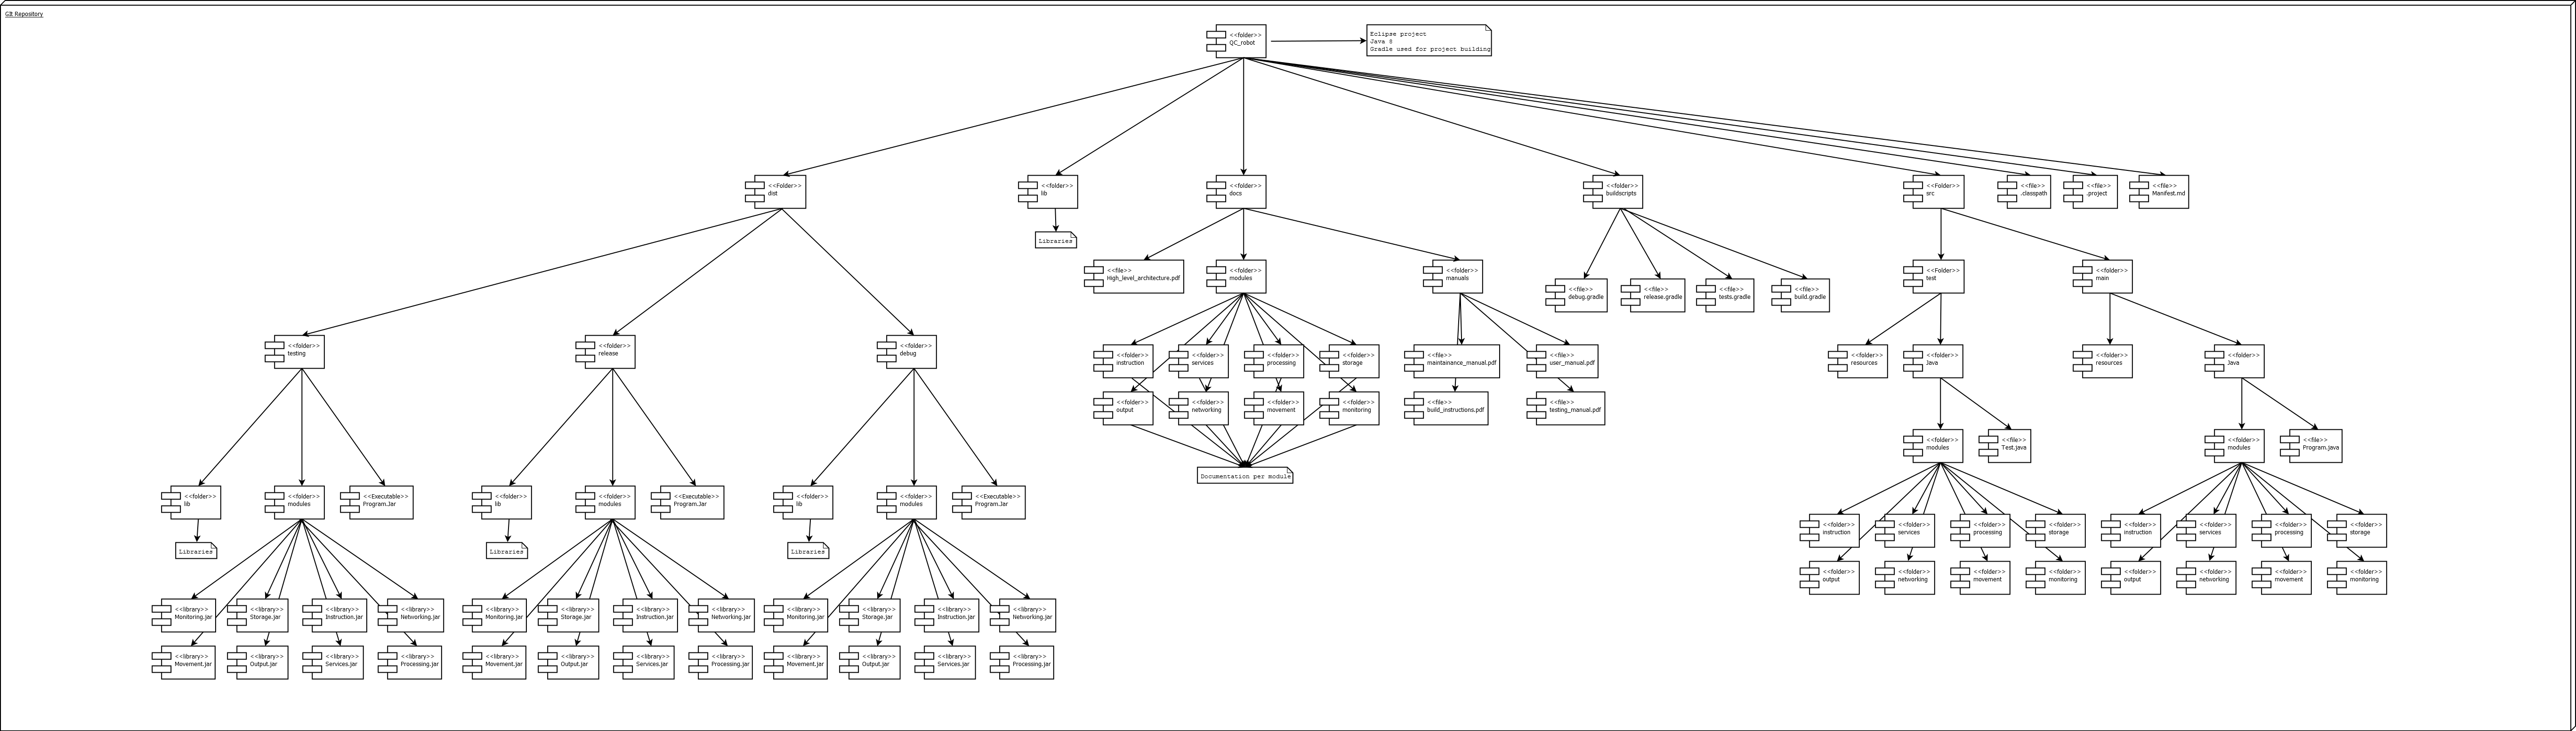 Git Repository
<<folder>>
QC_robot
Eclipse project
Java 8
Gradle used for project building
<<Folder>>
dist
<<folder>>
lib
<<folder>>
docs
<<folder>>
buildscripts
<<Folder>>
src
<<file>>
.classpath
<<file>>
.project
<<file>>
Manifest.md
Libraries
<<file>>
High_level_architecture.pdf
<<folder>>
modules
<<folder>>
manuals
<<file>>
debug.gradle
<<file>>
release.gradle
<<file>>
tests.gradle
<<file>>
build.gradle
<<Folder>>
test
<<folder>>
main
<<folder>>
testing
<<folder>>
release
<<folder>>
debug
<<folder>>
instruction
<<folder>>
services
<<folder>>
processing
<<folder>>
storage
<<file>>
maintainance_manual.pdf
<<file>>
user_manual.pdf
<<folder>>
resources
<<folder>>
Java
<<folder>>
resources
<<folder>>
Java
<<folder>>
output
<<folder>>
networking
<<folder>>
movement
<<folder>>
monitoring
<<file>>
build_instructions.pdf
<<file>>
testing_manual.pdf
Documentation per module
<<folder>>
modules
<<file>>
Test.java
<<folder>>
modules
<<file>>
Program.java
<<folder>>
lib
<<folder>>
modules
<<Executable>>
Program.Jar
<<folder>>
lib
<<folder>>
modules
<<Executable>>
Program.Jar
<<folder>>
lib
<<folder>>
modules
<<Executable>>
Program.Jar
Libraries
Libraries
Libraries
<<folder>>
instruction
<<folder>>
services
<<folder>>
processing
<<folder>>
storage
<<folder>>
instruction
<<folder>>
services
<<folder>>
processing
<<folder>>
storage
<<folder>>
output
<<folder>>
networking
<<folder>>
movement
<<folder>>
monitoring
<<folder>>
output
<<folder>>
networking
<<folder>>
movement
<<folder>>
monitoring
<<library>>
Monitoring.jar
<<library>>
Storage.jar
<<library>>
Instruction.jar
<<library>>
Networking.jar
<<library>>
Monitoring.jar
<<library>>
Storage.jar
<<library>>
Instruction.jar
<<library>>
Networking.jar
<<library>>
Monitoring.jar
<<library>>
Storage.jar
<<library>>
Instruction.jar
<<library>>
Networking.jar
<<library>>
Movement.jar
<<library>>
Output.jar
<<library>>
Services.jar
<<library>>
Processing.jar
<<library>>
Movement.jar
<<library>>
Output.jar
<<library>>
Services.jar
<<library>>
Processing.jar
<<library>>
Movement.jar
<<library>>
Output.jar
<<library>>
Services.jar
<<library>>
Processing.jar